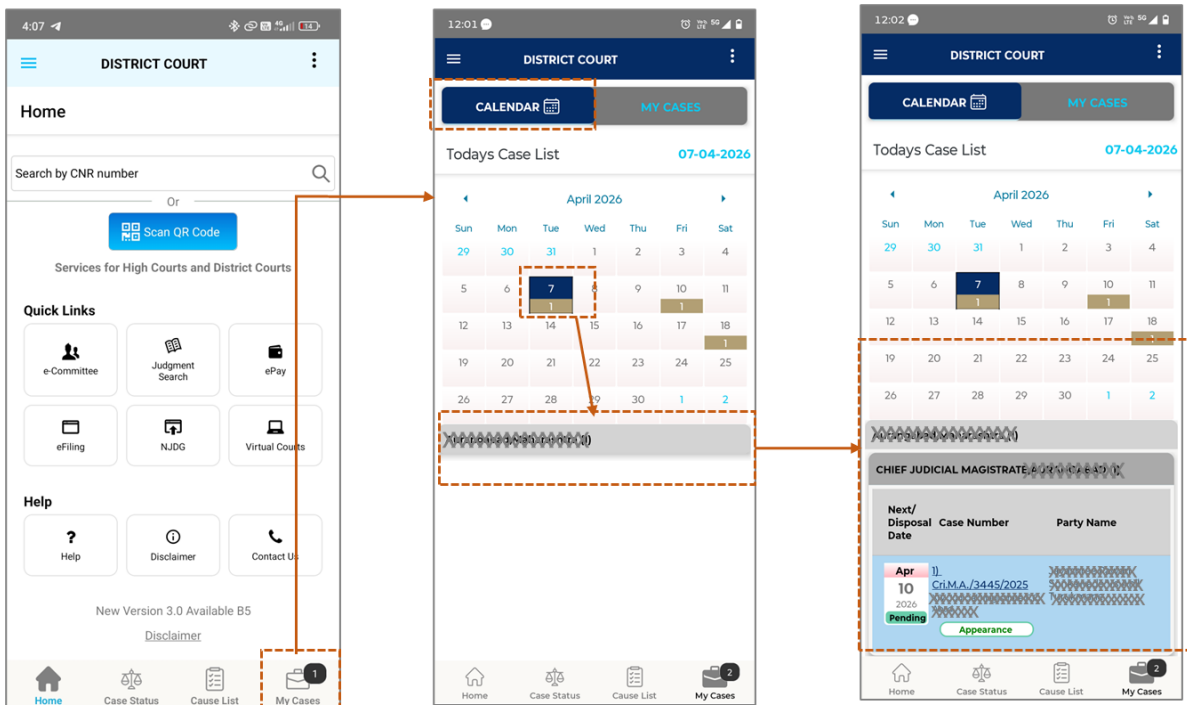 4:07
4G
14
DISTRICT COURT
Home
Search by CNR number
Or
Scan QR Code
Services for High Courts and District Courts
Quick Links
e-Committee
Judgment
Search
ePay
eFiling
NJDG
Virtual Courts
Help
?
Help
Disclaimer
Contact Us
New Version 3.0 Available B5
Disclaimer
1
Home
Case Status
Cause List
My Cases
12:01
5G
DISTRICT COURT
CALENDAR
MY CASES
Todays Case List
07-04-2026
April 2026
Sun Mon Tue Wed Thu Fri Sat
29 30 31 1 2 3 4
5 6 7 8 9 10 11
1 1
12 13 14 15 16 17 18
1
19 20 21 22 23 24 25
26 27 28 29 30 1 2
2
Home
Case Status
Cause List
My Cases
12:02
5G
DISTRICT COURT
CALENDAR
MY CASES
Todays Case List
07-04-2026
April 2026
Sun Mon Tue Wed Thu Fri Sat
29 30 31 1 2 3 4
5 6 7 8 9 10 11
1 1
12 13 14 15 16 17 18
1
19 20 21 22 23 24 25
26 27 28 29 30 1 2
CHIEF JUDICIAL MAGISTRATE
Next/
Disposal
Date
Case Number
Party Name
Apr
10
2026
Pending
1)
Cri.M.A./3445/2025
Appearance
2
Home
Case Status
Cause List
My Cases